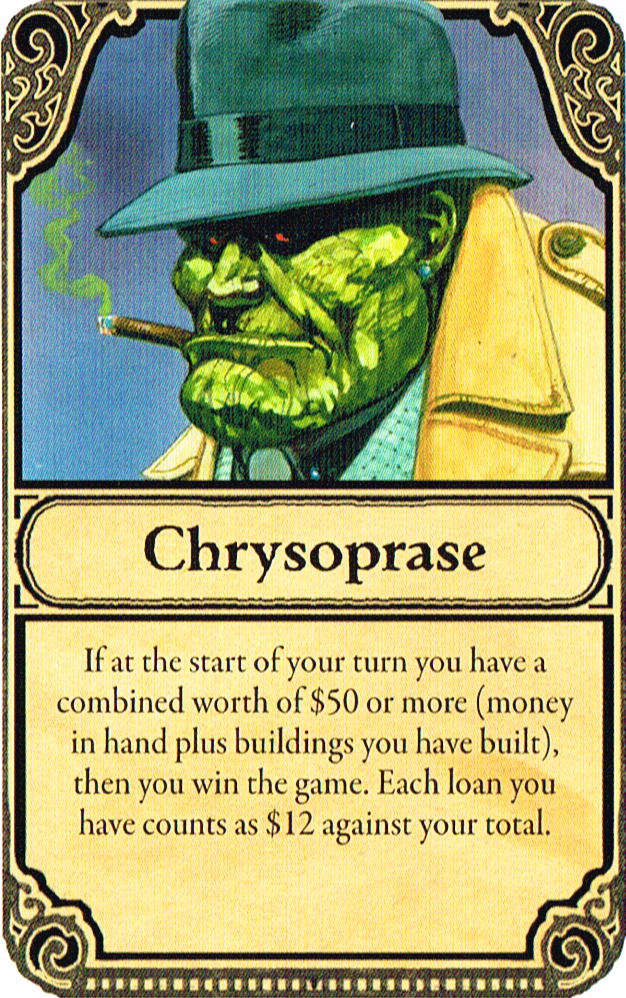 Chrysoprase
If at the start of your turn you have a
combined worth of $50 or more (money
in hand plus buildings you have built),
then you win the game. Each loan you
have counts as $12 against your total.